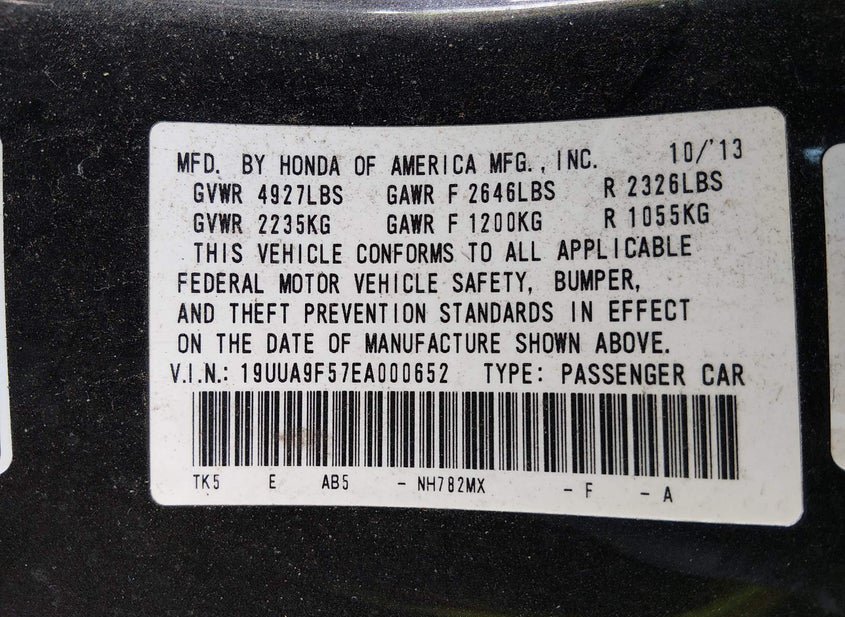 MFD. BY HONDA OF AMERICA MFG., INC. 10/'13
GVWR 4927LBS GAWR F 2646LBS R 2326LBS
GVWR 2235KG GAWR F 1200KG R 1055KG
THIS VEHICLE CONFORMS TO ALL APPLICABLE
FEDERAL MOTOR VEHICLE SAFETY, BUMPER,
AND THEFT PREVENTION STANDARDS IN EFFECT
ON THE DATE OF MANUFACTURE SHOWN ABOVE.
V.I.N.: 19UUA9F57EA000652 TYPE: PASSENGER CAR
TK5 E AB5 - NH782MX - F - A